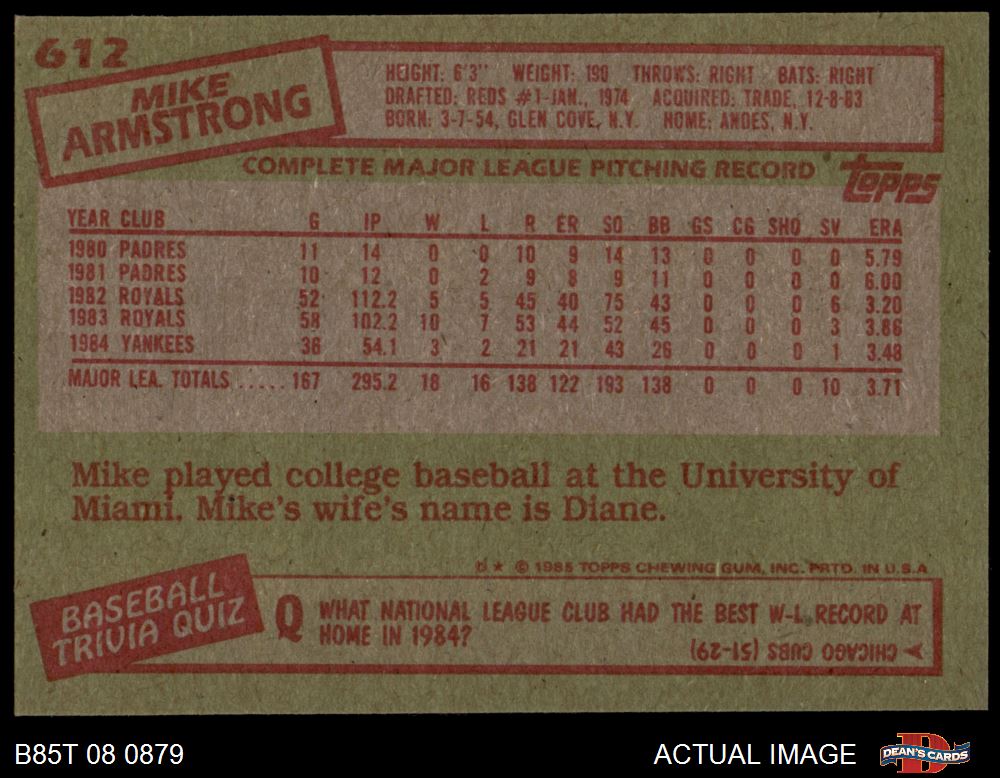 612
MIKE
ARMSTRONG
HEIGHT: 6'3" WEIGHT: 190 THROWS: RIGHT BATS: RIGHT
DRAFTED: REDS #1-JAN., 1974 ACQUIRED: TRADE, 12-8-83
BORN: 3-7-54, GLEN COVE, N.Y. HOME: ANDES, N.Y.
COMPLETE MAJOR LEAGUE PITCHING RECORD
topps
YEAR CLUB G IP W L R ER SO BB GS CG SHO SV ERA
1980 PADRES 11 14 0 0 10 9 14 13 0 0 0 0 5.79
1981 PADRES 10 12 0 2 9 8 9 11 0 0 0 0 6.00
1982 ROYALS 52 112.2 5 5 45 40 75 43 0 0 0 6 3.20
1983 ROYALS 58 102.2 10 7 53 44 52 45 0 0 0 3 3.86
1984 YANKEES 36 54.1 3 2 21 21 43 26 0 0 0 1 3.48
MAJOR LEA. TOTALS ..... 167 295.2 18 16 138 122 193 138 0 0 0 10 3.71
Mike played college baseball at the University of
Miami. Mike's wife's name is Diane.
D★ © 1985 TOPPS CHEWING GUM, INC. PRTD. IN U.S.A
BASEBALL
TRIVIA QUIZ
Q WHAT NATIONAL LEAGUE CLUB HAD THE BEST W-L RECORD AT
HOME IN 1984?
CHICAGO CUBS (51-29)
B85T 08 0879
ACTUAL IMAGE
D
DEAN'S CARDS